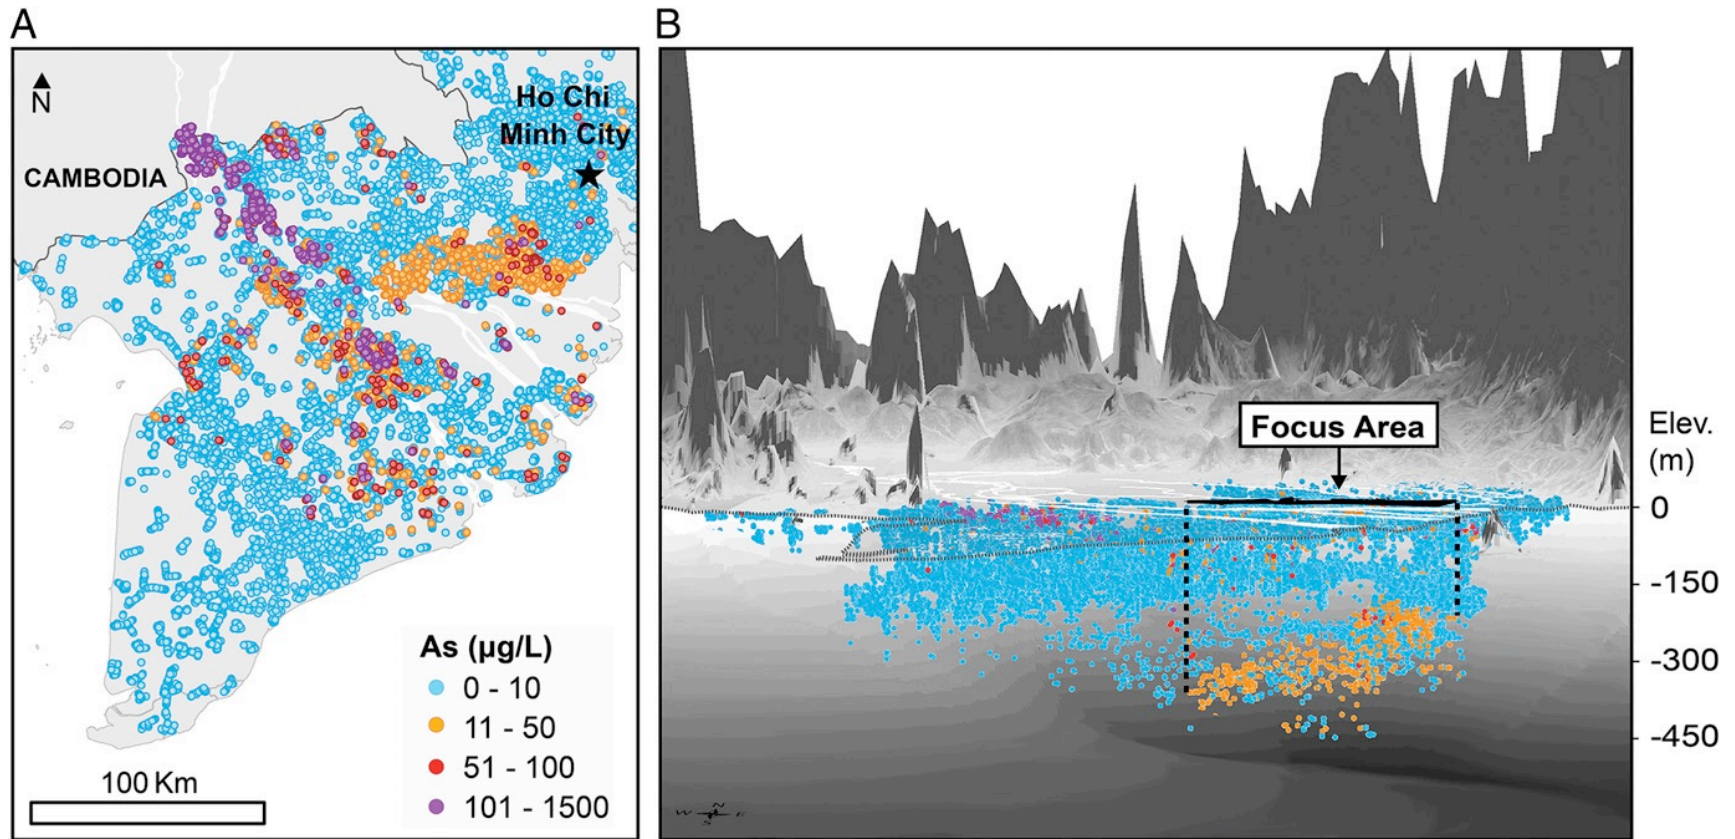 A
N
CAMBODIA
Ho Chi
Minh City
As (µg/L)
0 - 10
11 - 50
51 - 100
101 - 1500
100 Km
B
Focus Area
Elev.
(m)
0
-150
-300
-450
N
W E
S